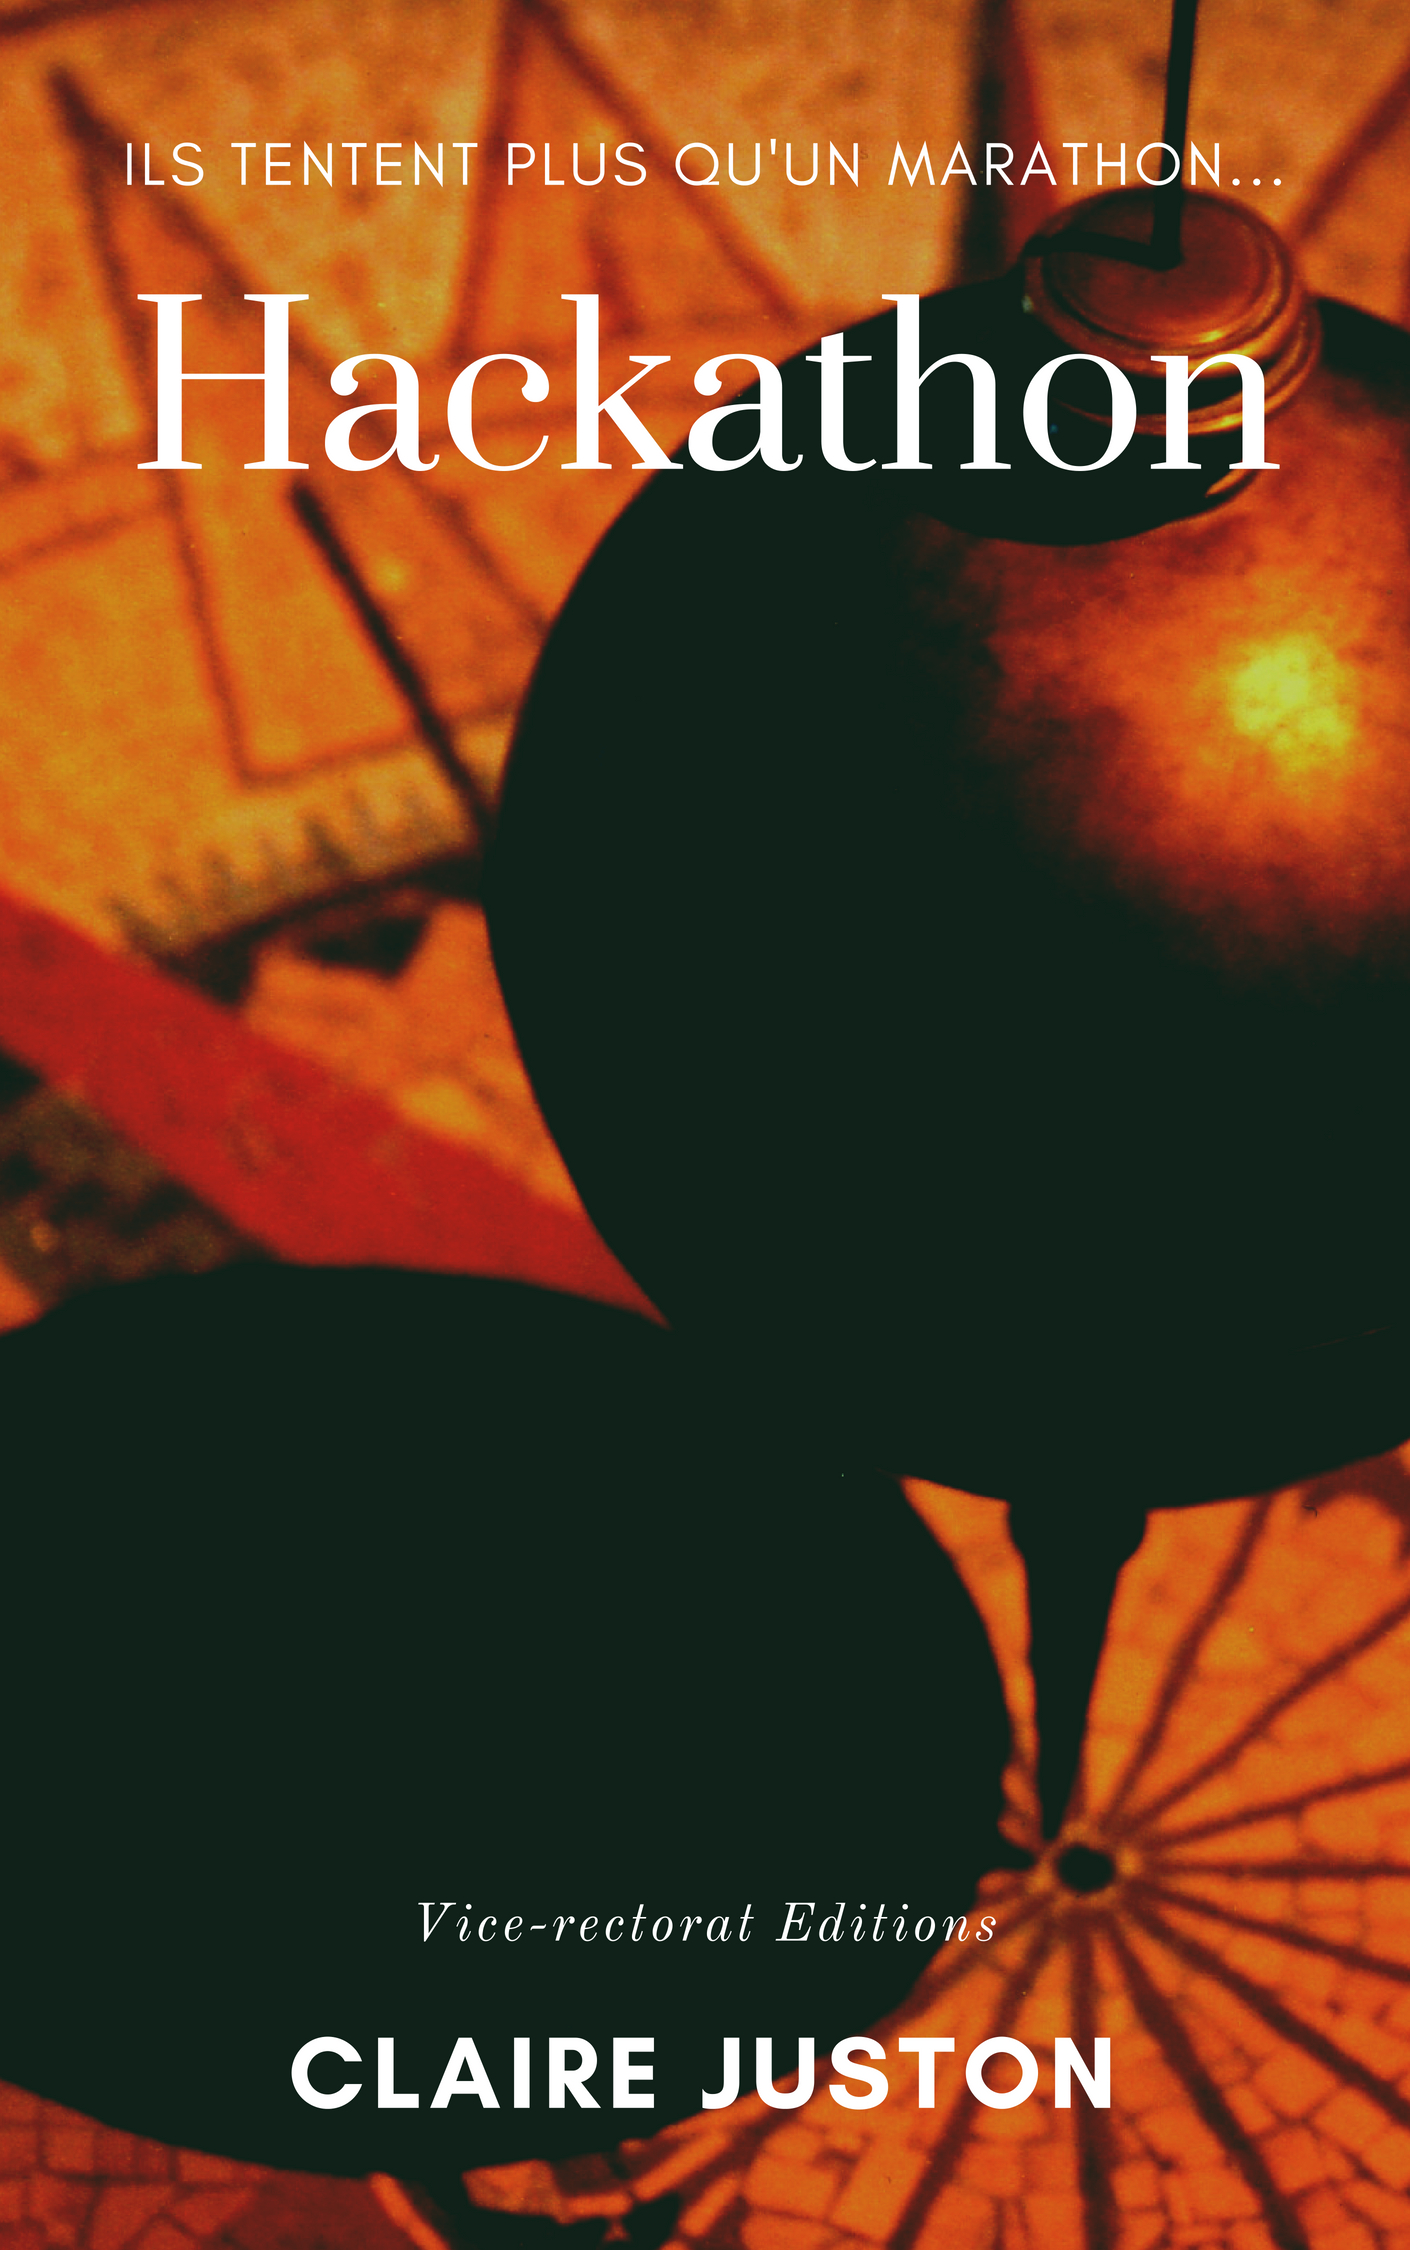 ILS TENTENT PLUS QU'UN MARATHON...
Hackathon
Vice-rectorat Editions
CLAIRE JUSTON